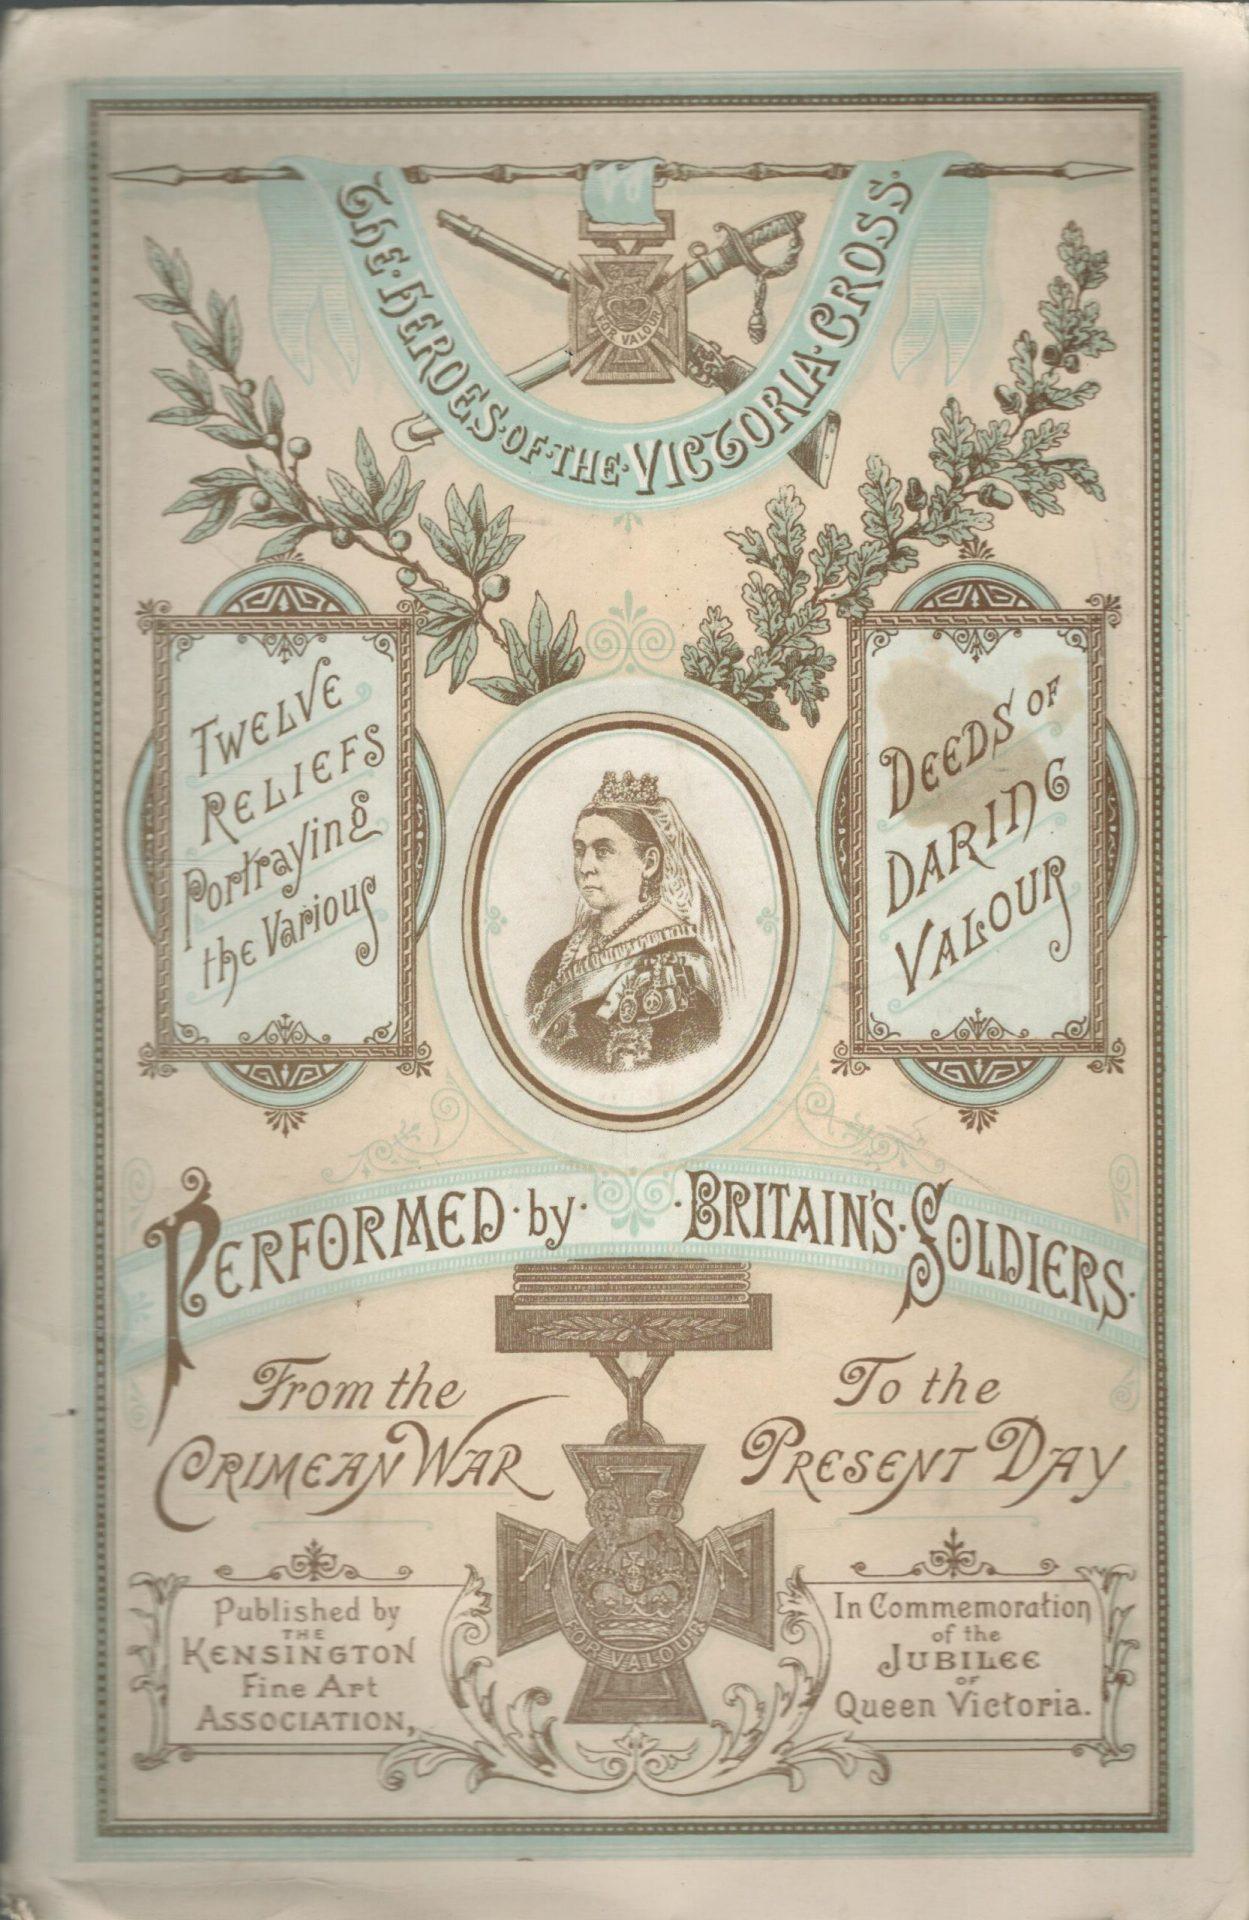 The · Heroes · of · the · Victoria · Cross ·
FOR VALOUR
Twelve
Reliefs
Portraying
the Various
Deeds of
Daring
Valour
Performed · by · Britain's · Soldiers ·
From the
Crimean War
To the
Present Day
FOR VALOUR
Published by
THE
KENSINGTON
Fine Art
ASSOCIATION,
In Commemoration
of the
JUBILEE
OF
Queen Victoria.